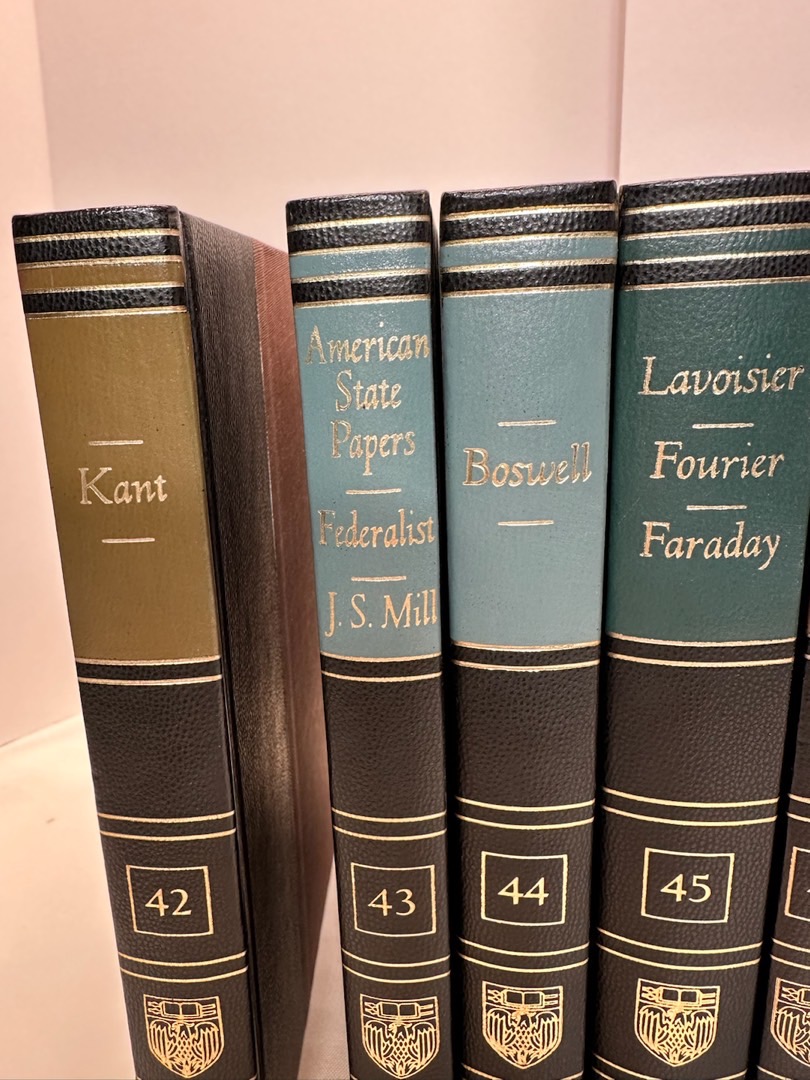 Kant
42
American
State
Papers
Federalist
J. S. Mill
43
Boswell
44
Lavoisier
Fourier
Faraday
45